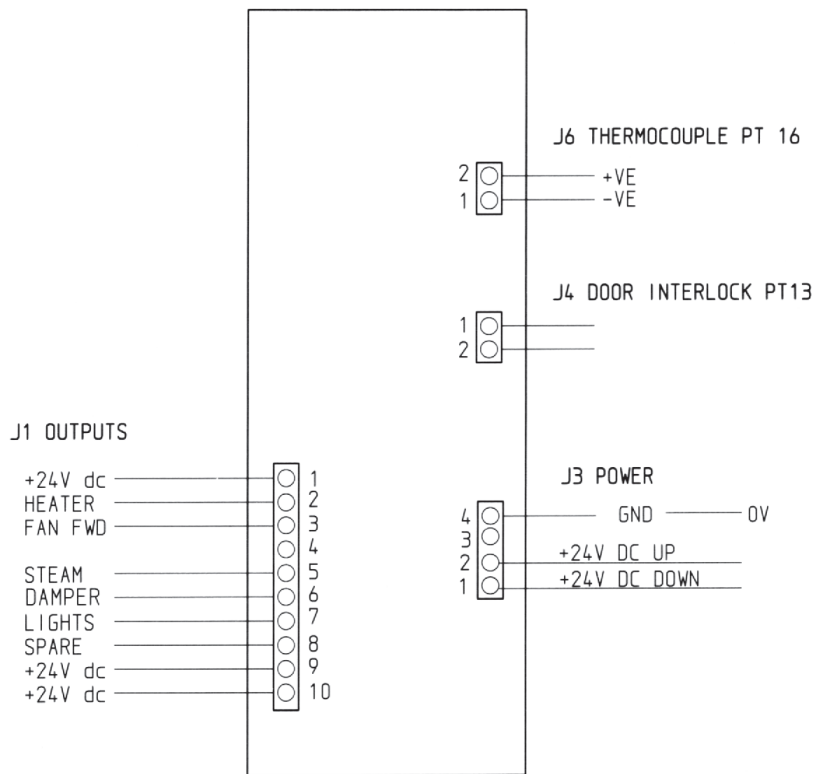 J6 THERMOCOUPLE PT 16
2 +VE
1 -VE
J4 DOOR INTERLOCK PT13
1
2
J1 OUTPUTS
+24V dc 1
HEATER 2
FAN FWD 3
4
STEAM 5
DAMPER 6
LIGHTS 7
SPARE 8
+24V dc 9
+24V dc 10
J3 POWER
4 GND 0V
3
2 +24V DC UP
1 +24V DC DOWN